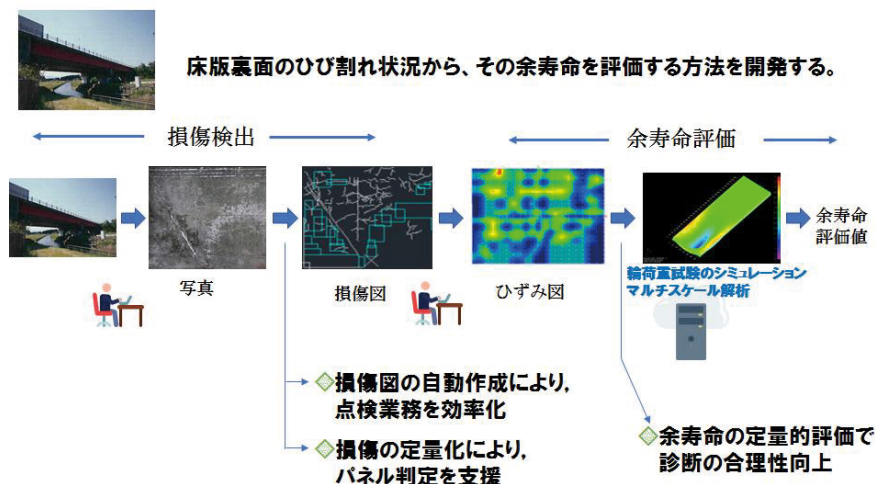 床版裏面のひび割れ状況から、その余寿命を評価する方法を開発する。
損傷検出
余寿命評価
写真
損傷図
ひずみ図
輪荷重試験のシミュレーション
マルチスケール解析
余寿命
評価値
損傷図の自動作成により,
点検業務を効率化
損傷の定量化により,
パネル判定を支援
余寿命の定量的評価で
診断の合理性向上